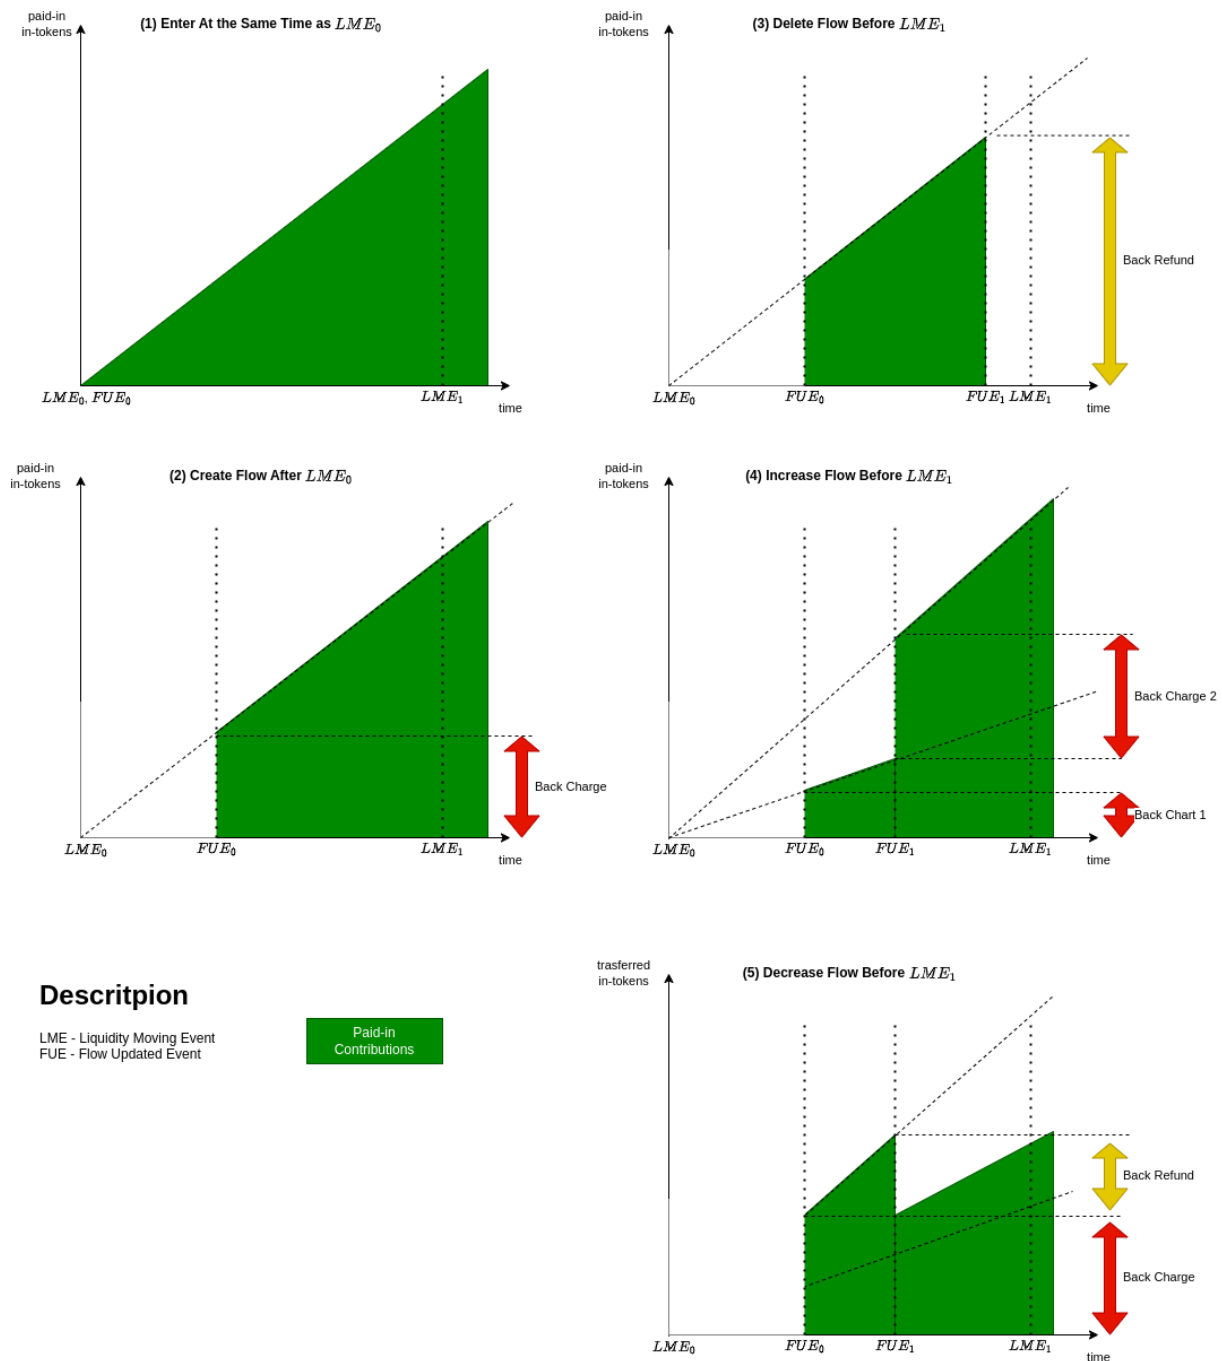 paid-in
in-tokens
(1) Enter At the Same Time as LME₀
LME₀, FUE₀
LME₁
time
paid-in
in-tokens
(3) Delete Flow Before LME₁
Back Refund
LME₀
FUE₀
FUE₁
LME₁
time
paid-in
in-tokens
(2) Create Flow After LME₀
Back Charge
LME₀
FUE₀
LME₁
time
paid-in
in-tokens
(4) Increase Flow Before LME₁
Back Charge 2
Back Chart 1
LME₀
FUE₀
FUE₁
LME₁
time
Descritpion
LME - Liquidity Moving Event
FUE - Flow Updated Event
Paid-in
Contributions
trasferred
in-tokens
(5) Decrease Flow Before LME₁
Back Refund
Back Charge
LME₀
FUE₀
FUE₁
LME₁
time